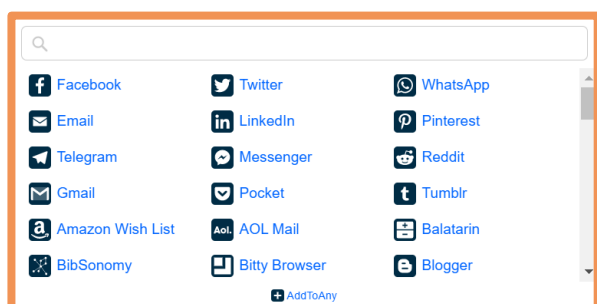 Facebook Twitter WhatsApp
Email LinkedIn Pinterest
Telegram Messenger Reddit
Gmail Pocket Tumblr
Amazon Wish List Aol. AOL Mail Balatarin
BibSonomy Bitty Browser Blogger
AddToAny